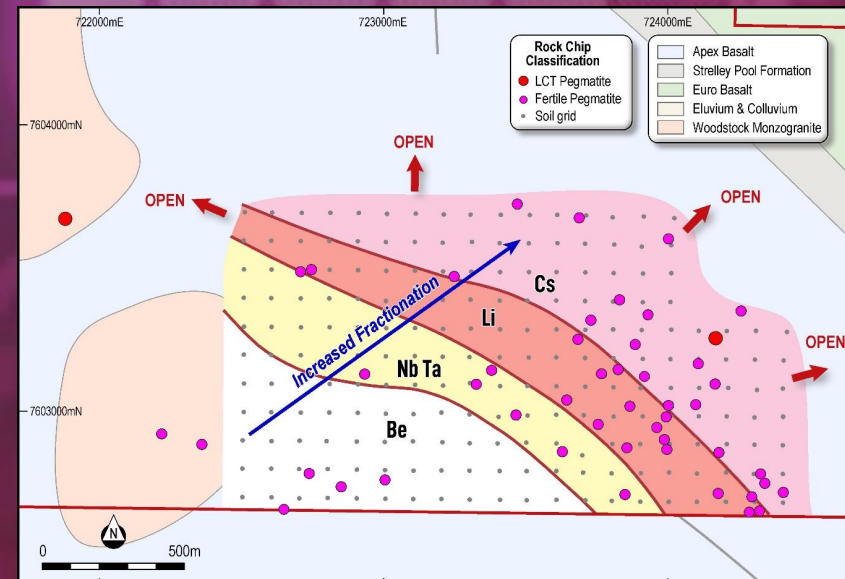 722000mE
723000mE
724000mE
Rock Chip
Classification
LCT Pegmatite
Fertile Pegmatite
Soil grid
Apex Basalt
Strelley Pool Formation
Euro Basalt
Eluvium & Colluvium
Woodstock Monzogranite
7604000mN
OPEN
OPEN
OPEN
OPEN
Increased Fractionation
Cs
Li
Nb Ta
Be
7603000mN
N
0
500m